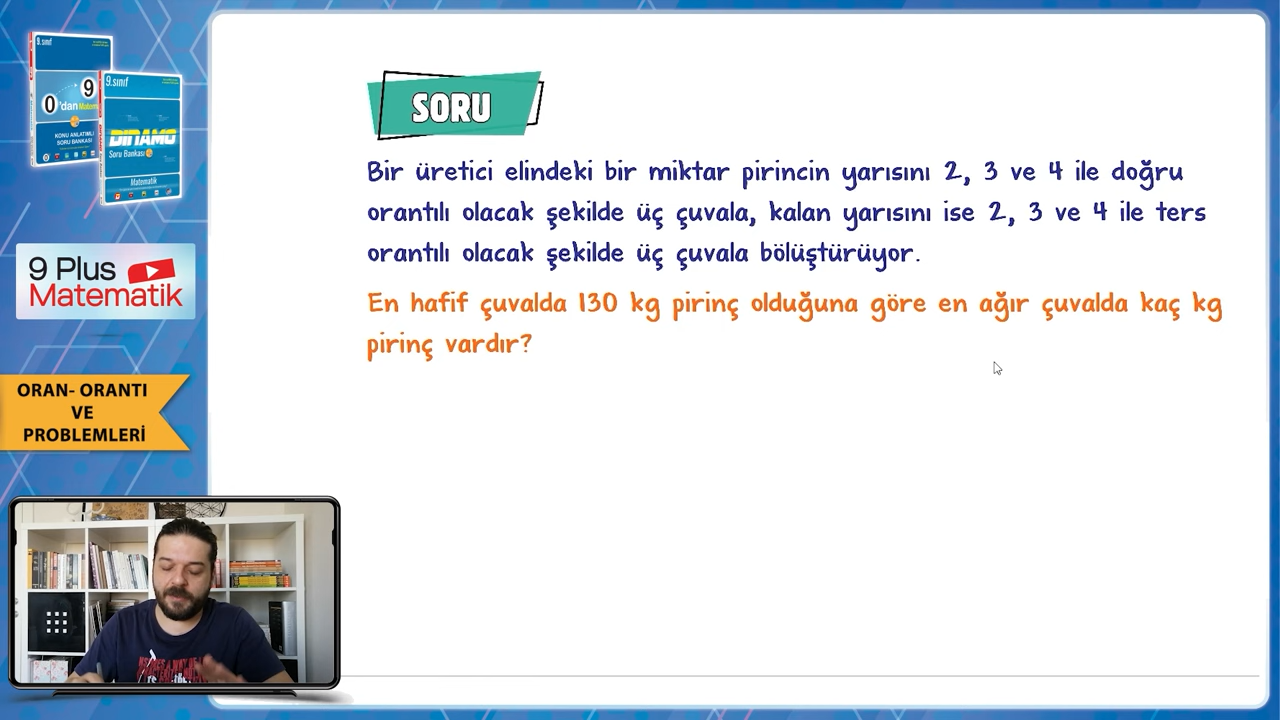 9.sınıf
0'dan 9 Matem
KONU ANLATIMLI
SORU BANKASI
9.sınıf
DINAMO
Soru Bankası
Matematik
9 Plus
Matematik
ORAN- ORANTI
VE
PROBLEMLERİ
SORU
Bir üretici elindeki bir miktar pirincin yarısını 2, 3 ve 4 ile doğru
orantılı olacak şekilde üç çuvala, kalan yarısını ise 2, 3 ve 4 ile ters
orantılı olacak şekilde üç çuvala bölüştürüyor.
En hafif çuvalda 130 kg pirinç olduğuna göre en ağır çuvalda kaç kg
pirinç vardır?